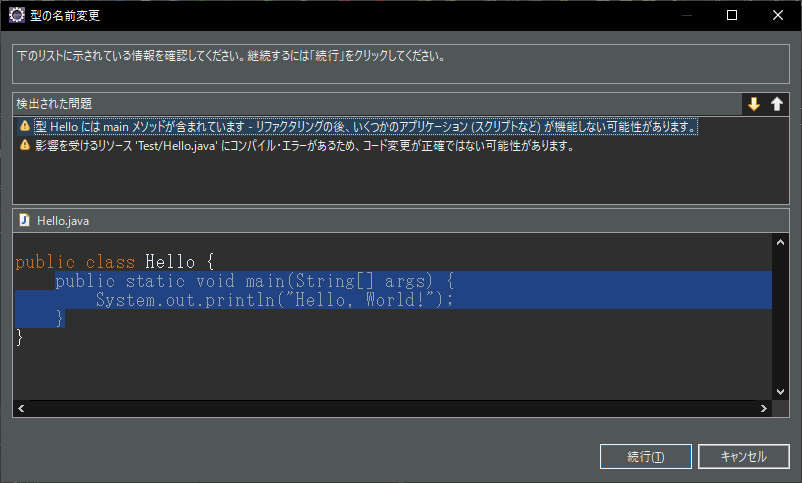 型の名前変更
下のリストに示されている情報を確認してください。継続するには「続行」をクリックしてください。
検出された問題
型 Hello には main メソッドが含まれています - リファクタリングの後、いくつかのアプリケーション (スクリプトなど) が機能しない可能性があります。
影響を受けるリソース 'Test/Hello.java' にコンパイル・エラーがあるため、コード変更が正確ではない可能性があります。
Hello.java
public class Hello {
    public static void main(String[] args) {
        System.out.println("Hello, World!");
    }
}
続行(T)
キャンセル